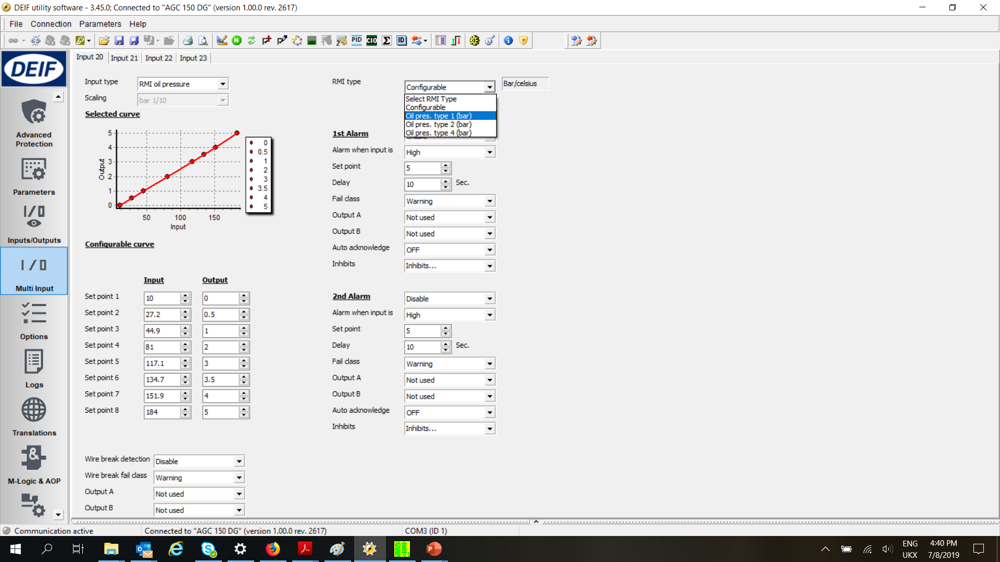 DEIF utility software - 3.45.0; Connected to "AGC 150 DG" (version 1.00.0 rev. 2617)
File Connection Parameters Help
PID CIO Σ ID
DEIF
Advanced
Protection
Parameters
Inputs/Outputs
I / O
Multi Input
Options
Logs
Translations
M-Logic & AOP
Input 20 Input 21 Input 22 Input 23
Input type RMI oil pressure
Scaling bar 1/10
Selected curve
Output
5
4
3
2
1
0
50 100 150
Input
0
0.5
1
2
3
3.5
4
5
Configurable curve
Input Output
Set point 1 10 0
Set point 2 27.2 0.5
Set point 3 44.9 1
Set point 4 81 2
Set point 5 117.1 3
Set point 6 134.7 3.5
Set point 7 151.9 4
Set point 8 184 5
Wire break detection Disable
Wire break fail class Warning
Output A Not used
Output B Not used
RMI type Configurable Bar/celsius
Select RMI Type
Configurable
Oil pres. type 1 (bar)
Oil pres. type 2 (bar)
Oil pres. type 4 (bar)
1st Alarm
Alarm when input is High
Set point 5
Delay 10 Sec.
Fail class Warning
Output A Not used
Output B Not used
Auto acknowledge OFF
Inhibits Inhibits...
2nd Alarm Disable
Alarm when input is High
Set point 5
Delay 10 Sec.
Fail class Warning
Output A Not used
Output B Not used
Auto acknowledge OFF
Inhibits Inhibits...
Communication active Connected to "AGC 150 DG" (version 1.00.0 rev. 2617) COM3 (ID 1)
ENG
UKX
4:40 PM
7/8/2019